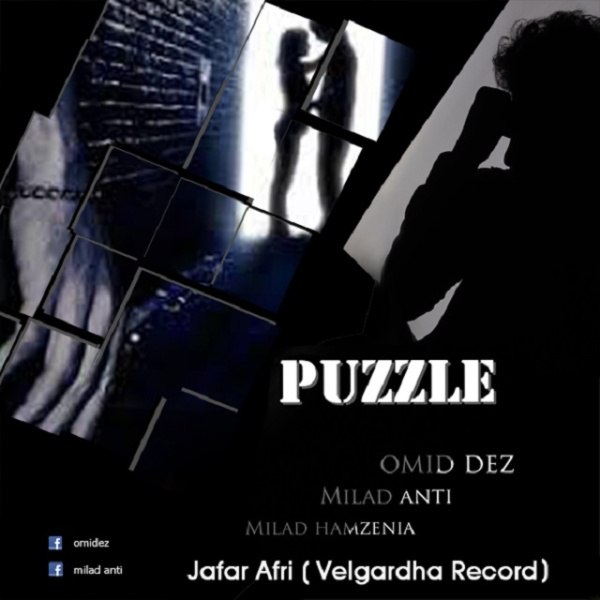 PUZZLE
OMID DEZ
MILAD ANTI
MILAD HAMZENIA
omidez
milad anti
Jafar Afri ( Velgardha Record )